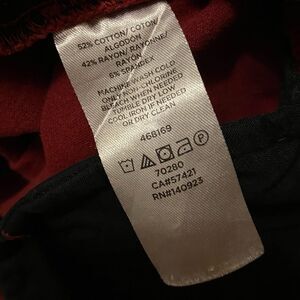 52% COTTON/ COTON/
ALGODÓN
42% RAYON/RAYONNE/
RAYÓN
6% SPANDEX
MACHINE WASH COLD
ONLY NON-CHLORINE
BLEACH WHEN NEEDED
TUMBLE DRY LOW
COOL IRON IF NEEDED
OR DRY CLEAN
468169
70280
CA#57421
RN#140923